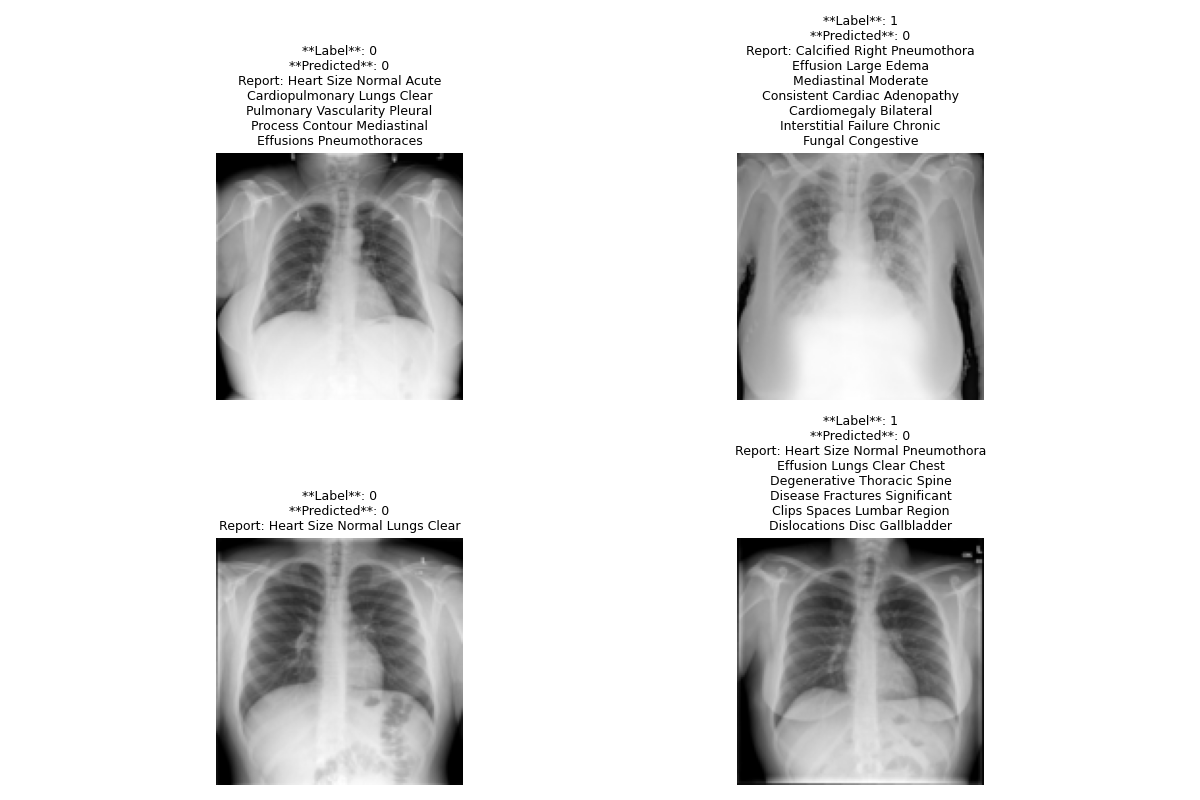 **Label**: 0
**Predicted**: 0
Report: Heart Size Normal Acute
Cardiopulmonary Lungs Clear
Pulmonary Vascularity Pleural
Process Contour Mediastinal
Effusions Pneumothoraces
**Label**: 1
**Predicted**: 0
Report: Calcified Right Pneumothora
Effusion Large Edema
Mediastinal Moderate
Consistent Cardiac Adenopathy
Cardiomegaly Bilateral
Interstitial Failure Chronic
Fungal Congestive
**Label**: 0
**Predicted**: 0
Report: Heart Size Normal Lungs Clear
**Label**: 1
**Predicted**: 0
Report: Heart Size Normal Pneumothora
Effusion Lungs Clear Chest
Degenerative Thoracic Spine
Disease Fractures Significant
Clips Spaces Lumbar Region
Dislocations Disc Gallbladder